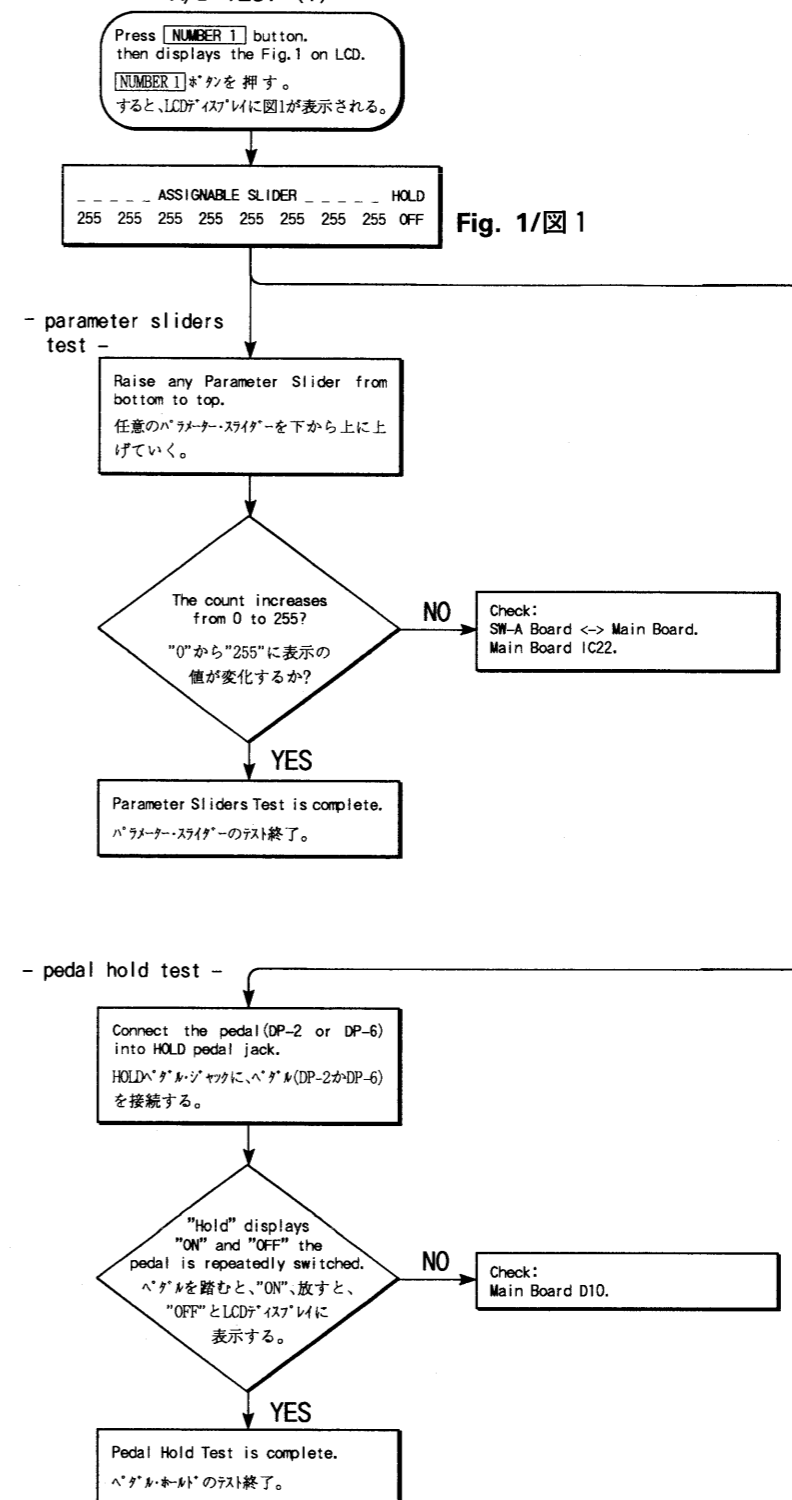 Press NUMBER 1 button.
then displays the Fig.1 on LCD.
NUMBER 1 ﾎﾞﾀﾝを 押 す 。
すると、LCDﾃﾞｨｽﾌﾟﾚｲに図1が表示される。
_ _ _ _ _ ASSIGNABLE SLIDER _ _ _ _ _ HOLD
255 255 255 255 255 255 255 255 OFF
Fig. 1/図 1
- parameter sliders
test -
Raise any Parameter Slider from
bottom to top.
任意のﾊﾟﾗﾒｰﾀｰ･ｽﾗｲﾀﾞｰを下から上に上
げていく。
The count increases
from 0 to 255?
"0"から"255"に表示の
値が変化するか?
NO
Check:
SW-A Board <-> Main Board.
Main Board IC22.
YES
Parameter Sliders Test is complete.
ﾊﾟﾗﾒｰﾀｰ･ｽﾗｲﾀﾞｰのﾃｽﾄ終了。
- pedal hold test -
Connect the pedal(DP-2 or DP-6)
into HOLD pedal jack.
HOLDﾍﾟﾀﾞﾙ･ｼﾞｬｯｸに、ﾍﾟﾀﾞﾙ(DP-2かDP-6)
を接続する。
"Hold" displays
"ON" and "OFF" the
pedal is repeatedly switched.
ﾍﾟﾀﾞﾙを踏むと、"ON"、放すと、
"OFF"とLCDﾃﾞｨｽﾌﾟﾚｲに
表示する。
NO
Check:
Main Board D10.
YES
Pedal Hold Test is complete.
ﾍﾟﾀﾞﾙ･ﾎｰﾙﾄﾞのﾃｽﾄ終了。